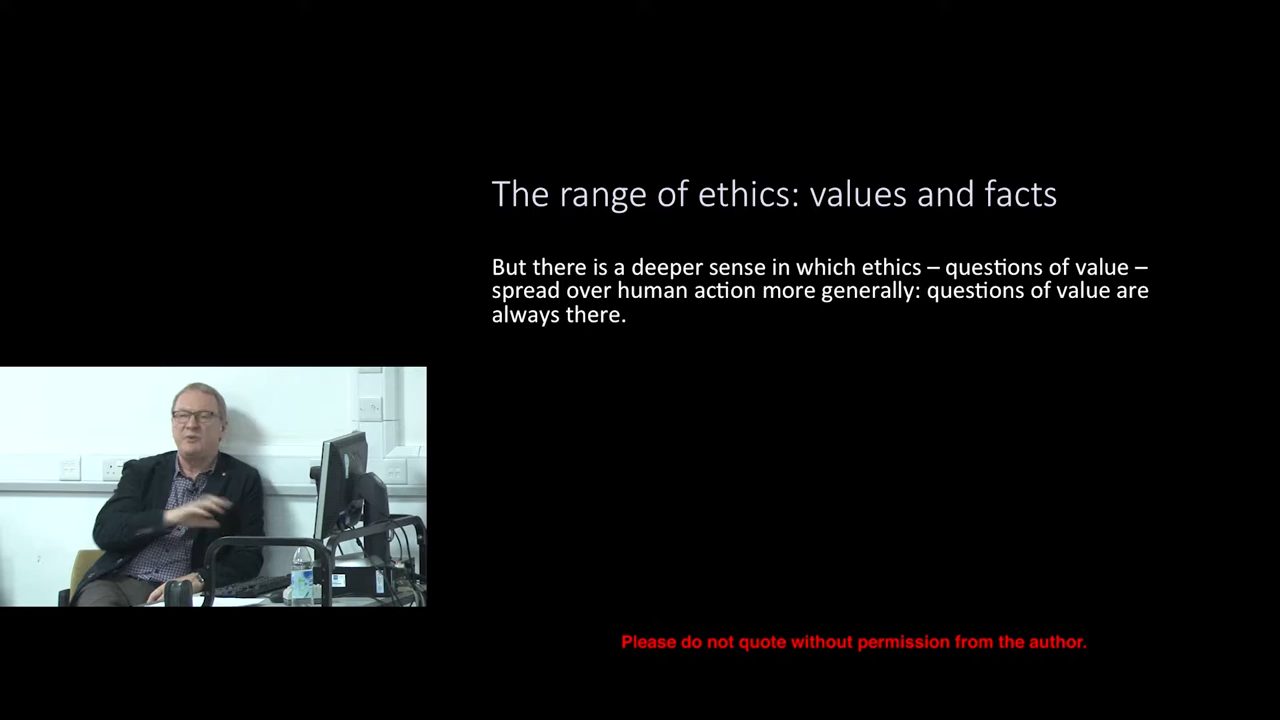 The range of ethics: values and facts
But there is a deeper sense in which ethics – questions of value –
spread over human action more generally: questions of value are
always there.
Please do not quote without permission from the author.